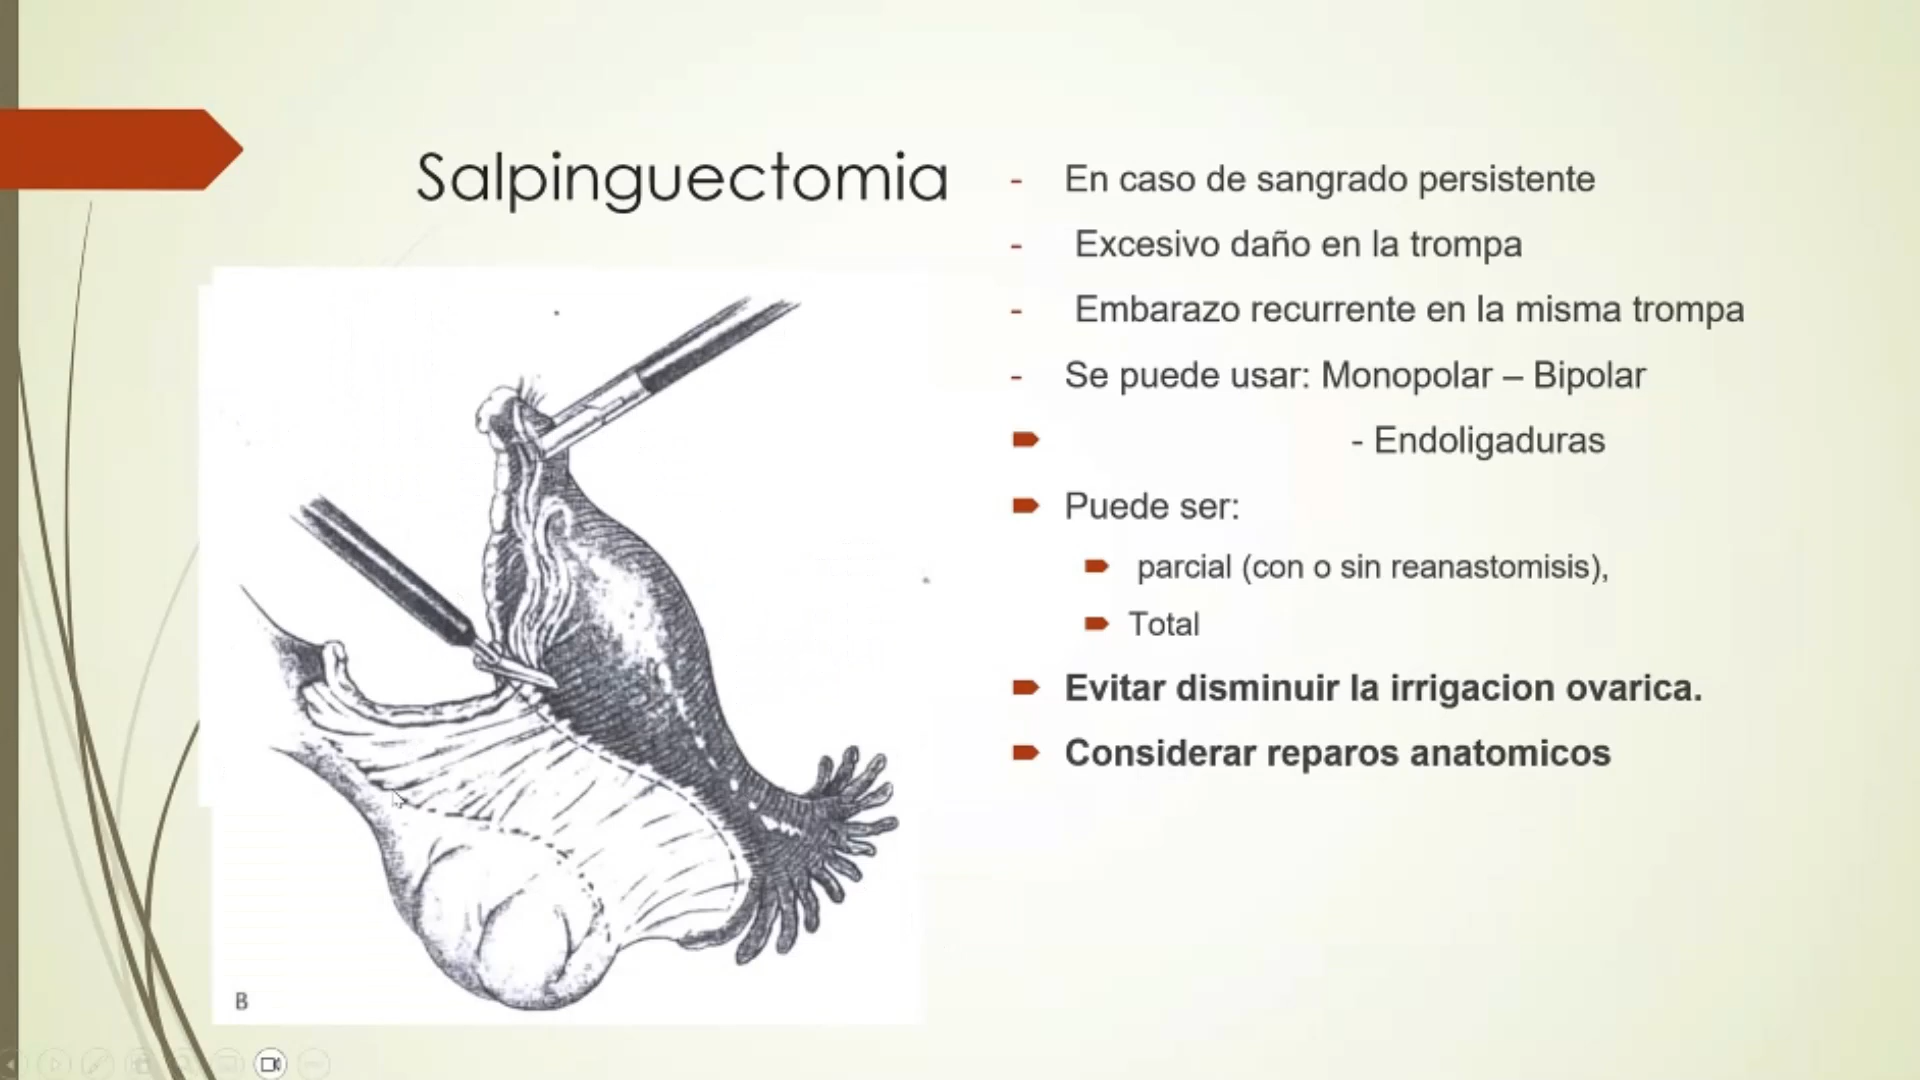 Salpinguectomia
- En caso de sangrado persistente
- Excesivo daño en la trompa
- Embarazo recurrente en la misma trompa
- Se puede usar: Monopolar – Bipolar
- Endoligaduras
Puede ser:
parcial (con o sin reanastomisis),
Total
Evitar disminuir la irrigacion ovarica.
Considerar reparos anatomicos
B